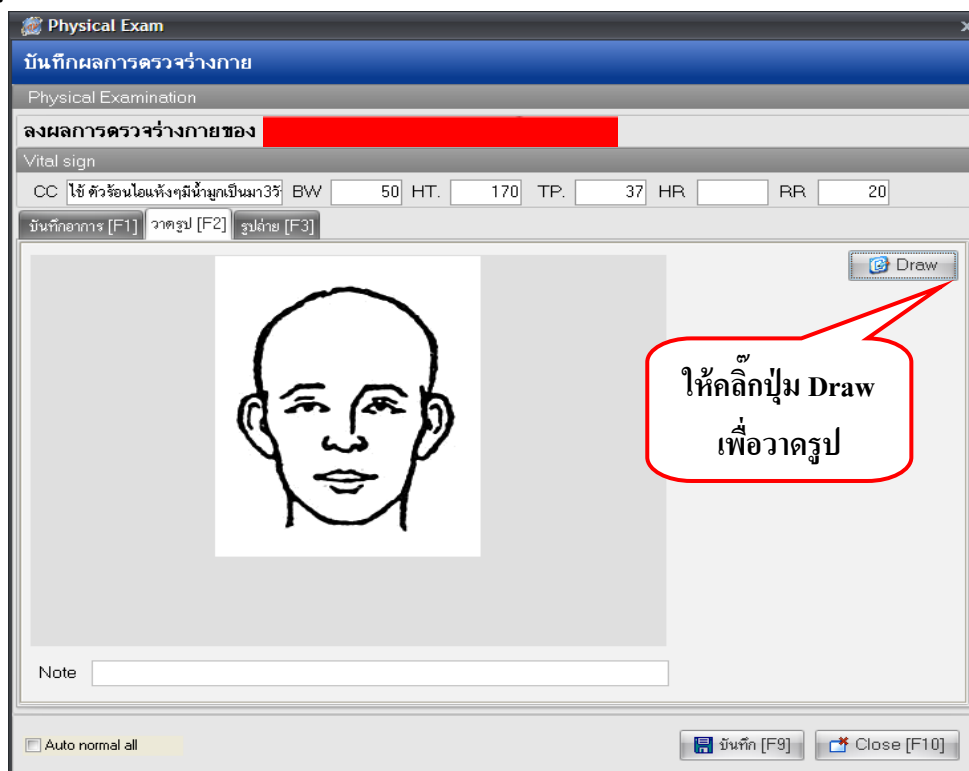 Physical Exam
บันทึกผลการตรวจร่างกาย
Physical Examination
ลงผลการตรวจร่างกายของ
Vital sign
CC ไข้ ตัวร้อนไอแห้งๆมีน้ำมูกเป็นมา3วั BW 50 HT. 170 TP. 37 HR RR 20
บันทึกอาการ [F1] วาดรูป [F2] รูปถ่าย [F3]
Draw
ให้คลิ๊กปุ่ม Draw
เพื่อวาดรูป
Note
Auto normal all บันทึก [F9] Close [F10]